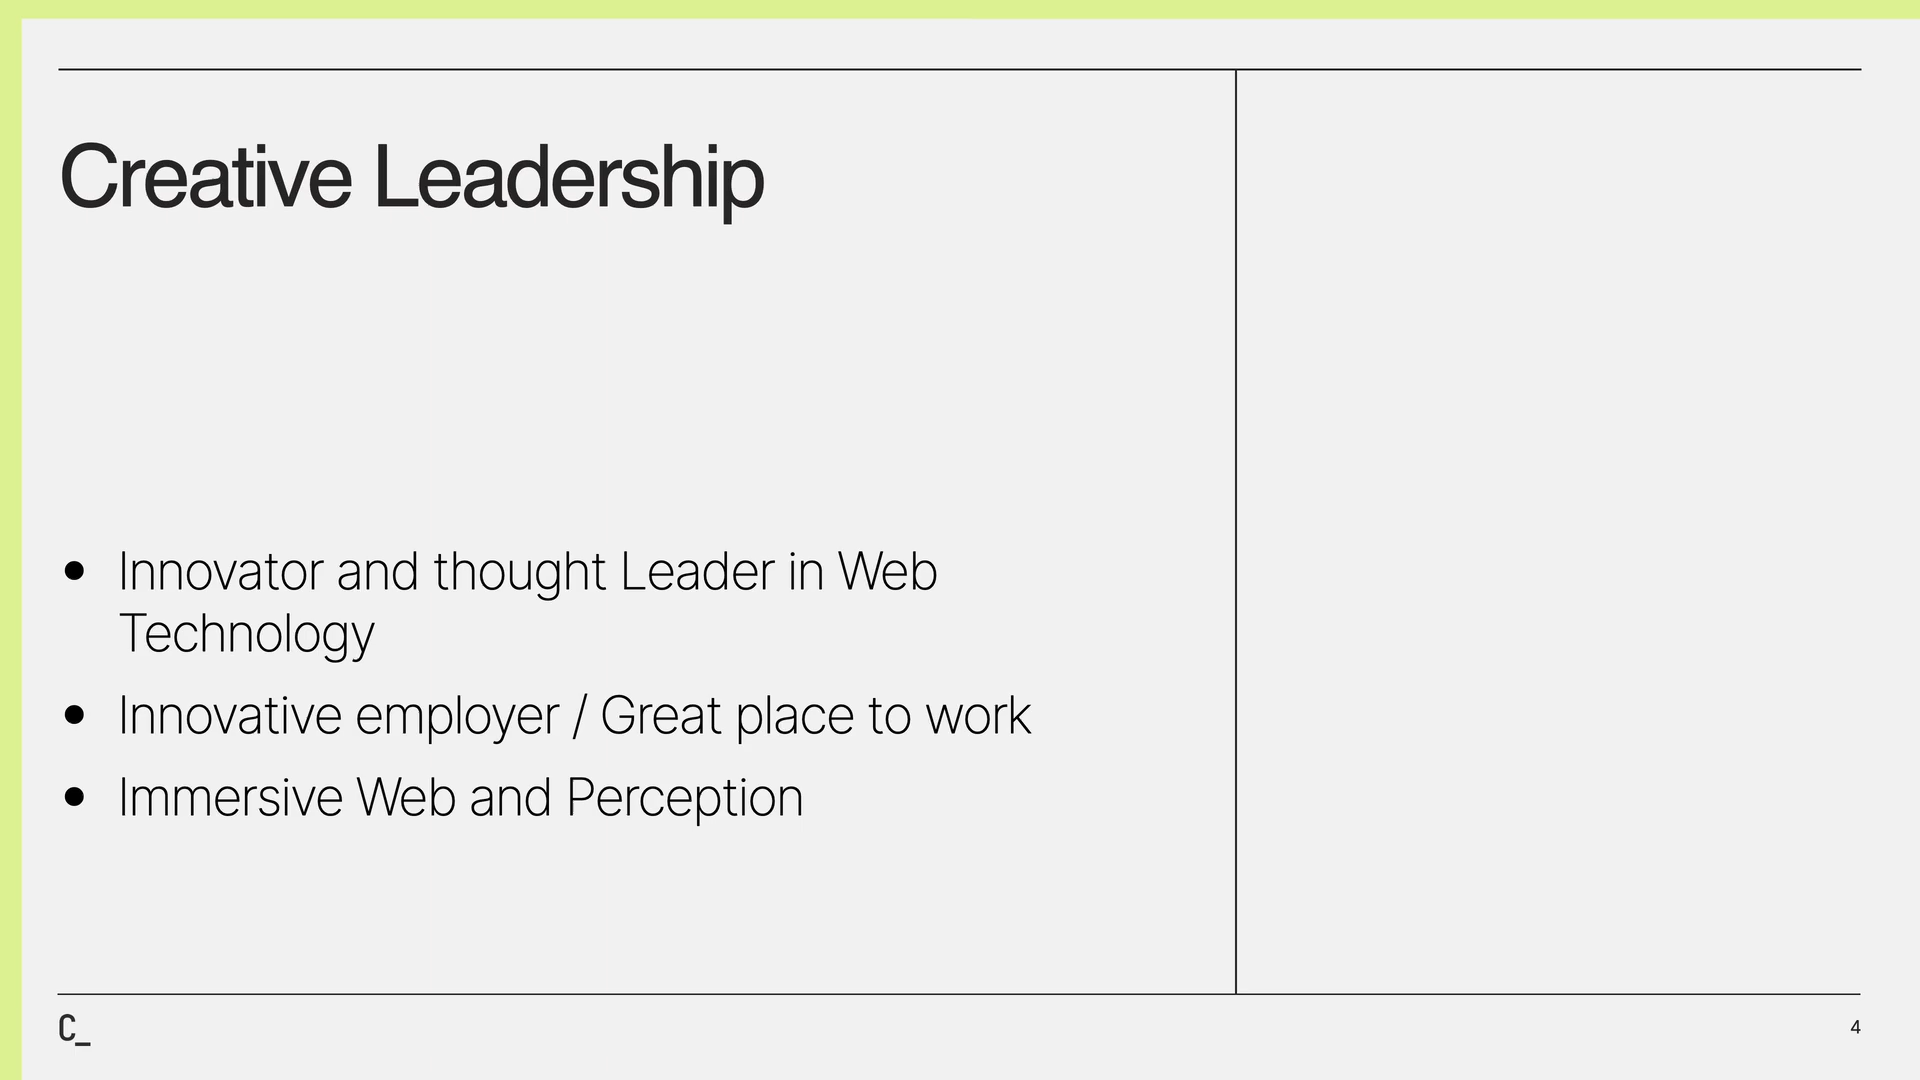 Creative Leadership
• Innovator and thought Leader in Web
Technology
• Innovative employer / Great place to work
• Immersive Web and Perception
C_
4